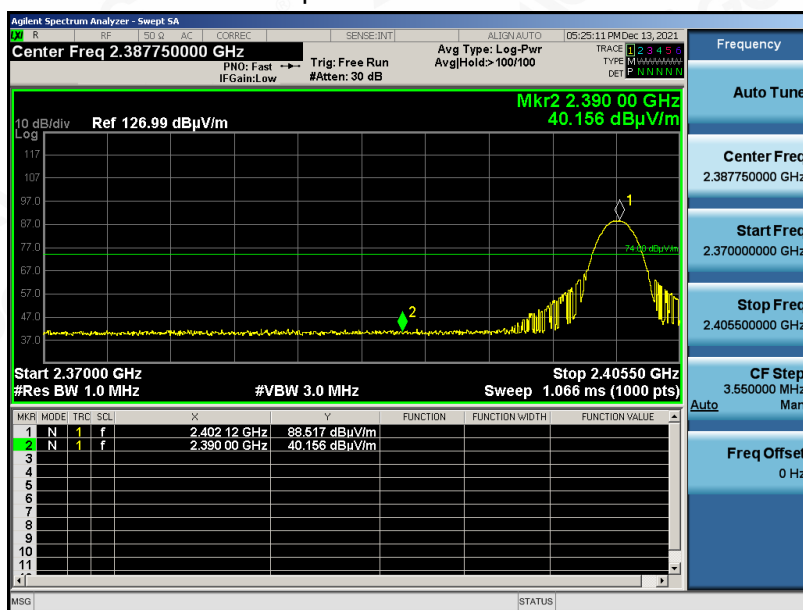 Agilent Spectrum Analyzer - Swept SA
LXI R RF 50 Ω AC CORREC SENSE:INT ALIGN AUTO 05:25:11 PM Dec 13, 2021
Center Freq 2.387750000 GHz
PNO: Fast
IFGain:Low
Trig: Free Run
#Atten: 30 dB
Avg Type: Log-Pwr
Avg|Hold:>100/100
TRACE 1 2 3 4 5 6
TYPE M
DET P N N N N N
Mkr2 2.390 00 GHz
40.156 dBµV/m
10 dB/div Ref 126.99 dBµV/m
Log
117
107
97.0
87.0
77.0
67.0
57.0
47.0
37.0
1
74.00 dBµV/m
2
Start 2.37000 GHz Stop 2.40550 GHz
#Res BW 1.0 MHz #VBW 3.0 MHz Sweep 1.066 ms (1000 pts)
MKR MODE TRC SCL X Y FUNCTION FUNCTION WIDTH FUNCTION VALUE
1 N 1 f 2.402 12 GHz 88.517 dBµV/m
2 N 1 f 2.390 00 GHz 40.156 dBµV/m
3
4
5
6
7
8
9
10
11
MSG STATUS
Frequency
Auto Tune
Center Freq
2.387750000 GHz
Start Freq
2.370000000 GHz
Stop Freq
2.405500000 GHz
CF Step
3.550000 MHz
Auto Man
Freq Offset
0 Hz